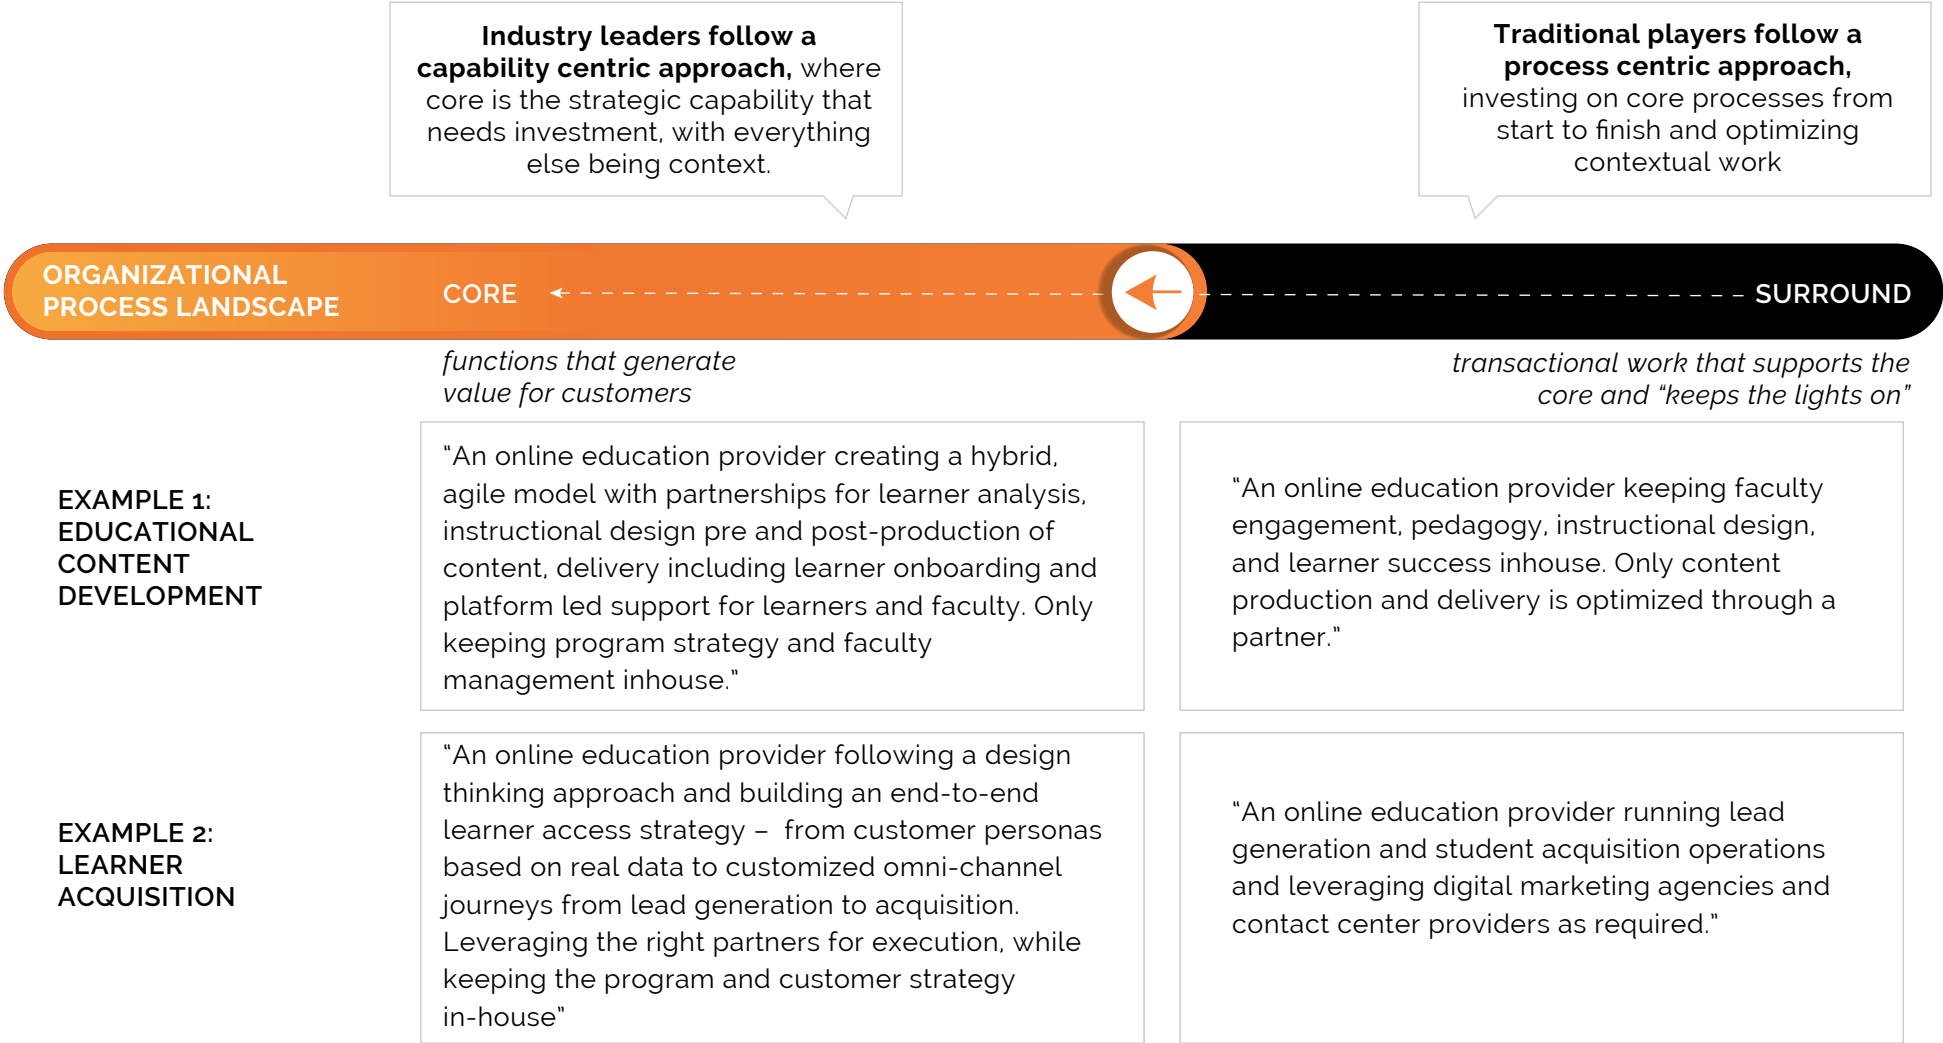 Industry leaders follow a
capability centric approach, where
core is the strategic capability that
needs investment, with everything
else being context.
Traditional players follow a
process centric approach,
investing on core processes from
start to finish and optimizing
contextual work
ORGANIZATIONAL
PROCESS LANDSCAPE
CORE
SURROUND
functions that generate
value for customers
transactional work that supports the
core and “keeps the lights on”
EXAMPLE 1:
EDUCATIONAL
CONTENT
DEVELOPMENT
“An online education provider creating a hybrid,
agile model with partnerships for learner analysis,
instructional design pre and post-production of
content, delivery including learner onboarding and
platform led support for learners and faculty. Only
keeping program strategy and faculty
management inhouse.”
“An online education provider keeping faculty
engagement, pedagogy, instructional design,
and learner success inhouse. Only content
production and delivery is optimized through a
partner.”
EXAMPLE 2:
LEARNER
ACQUISITION
“An online education provider following a design
thinking approach and building an end-to-end
learner access strategy – from customer personas
based on real data to customized omni-channel
journeys from lead generation to acquisition.
Leveraging the right partners for execution, while
keeping the program and customer strategy
in-house”
“An online education provider running lead
generation and student acquisition operations
and leveraging digital marketing agencies and
contact center providers as required.”